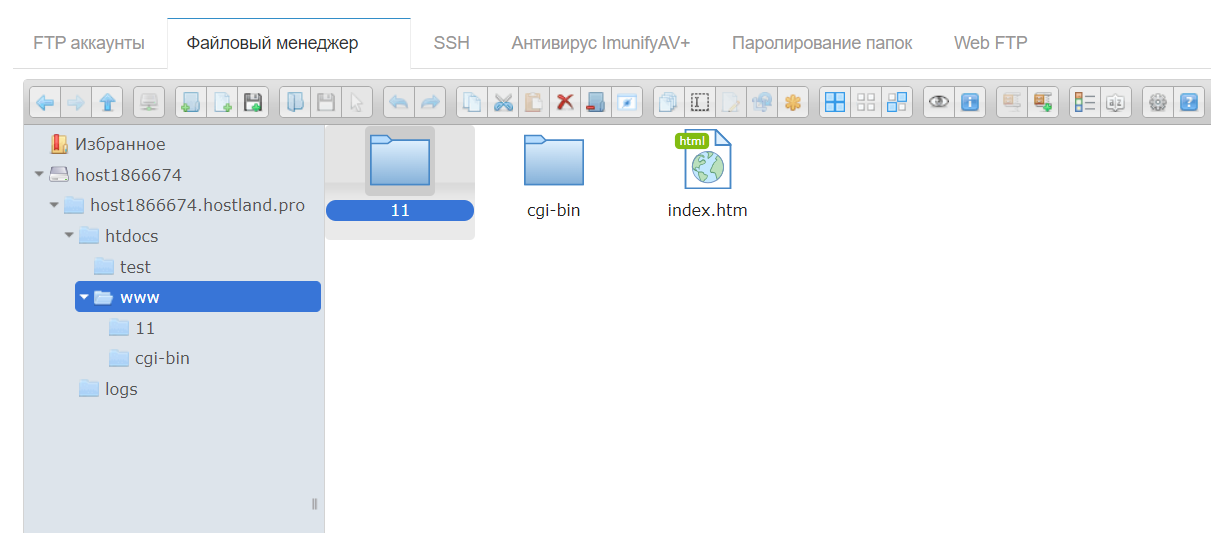 FTP аккаунты Файловый менеджер SSH Антивирус ImunifyAV+ Паролирование папок Web FTP
Избранное
host1866674
host1866674.hostland.pro
htdocs
test
www
11
cgi-bin
logs
html
11 cgi-bin index.htm